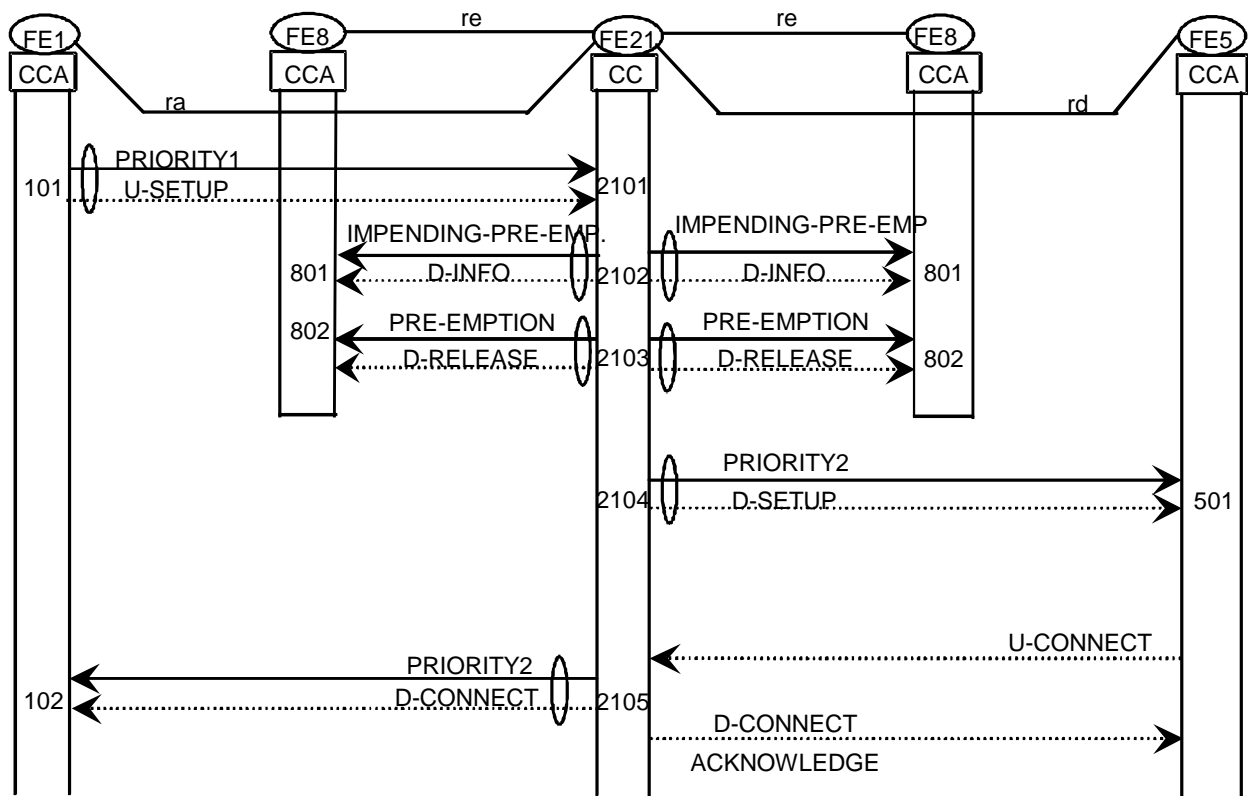 re re
FE1 FE8 FE21 FE8 FE5
CCA CCA CC CCA CCA
ra rd
PRIORITY1
101 U-SETUP 2101
IMPENDING-PRE-EMP. IMPENDING-PRE-EMP
801 D-INFO 2102 D-INFO 801
802 PRE-EMPTION PRE-EMPTION
D-RELEASE 2103 D-RELEASE 802
PRIORITY2
2104 D-SETUP 501
U-CONNECT
PRIORITY2
102 D-CONNECT 2105
D-CONNECT
ACKNOWLEDGE